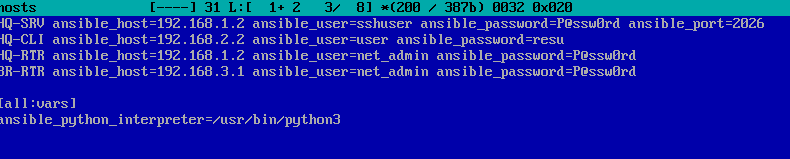 hosts [----] 31 L:[ 1+ 2 3/ 8] *(200 / 387b) 0032 0x020
HQ-SRV ansible_host=192.168.1.2 ansible_user=sshuser ansible_password=P@ssw0rd ansible_port=2026
HQ-CLI ansible_host=192.168.2.2 ansible_user=user ansible_password=resu
HQ-RTR ansible_host=192.168.1.2 ansible_user=net_admin ansible_password=P@ssw0rd
BR-RTR ansible_host=192.168.3.1 ansible_user=net_admin ansible_password=P@ssw0rd
[all:vars]
ansible_python_interpreter=/usr/bin/python3